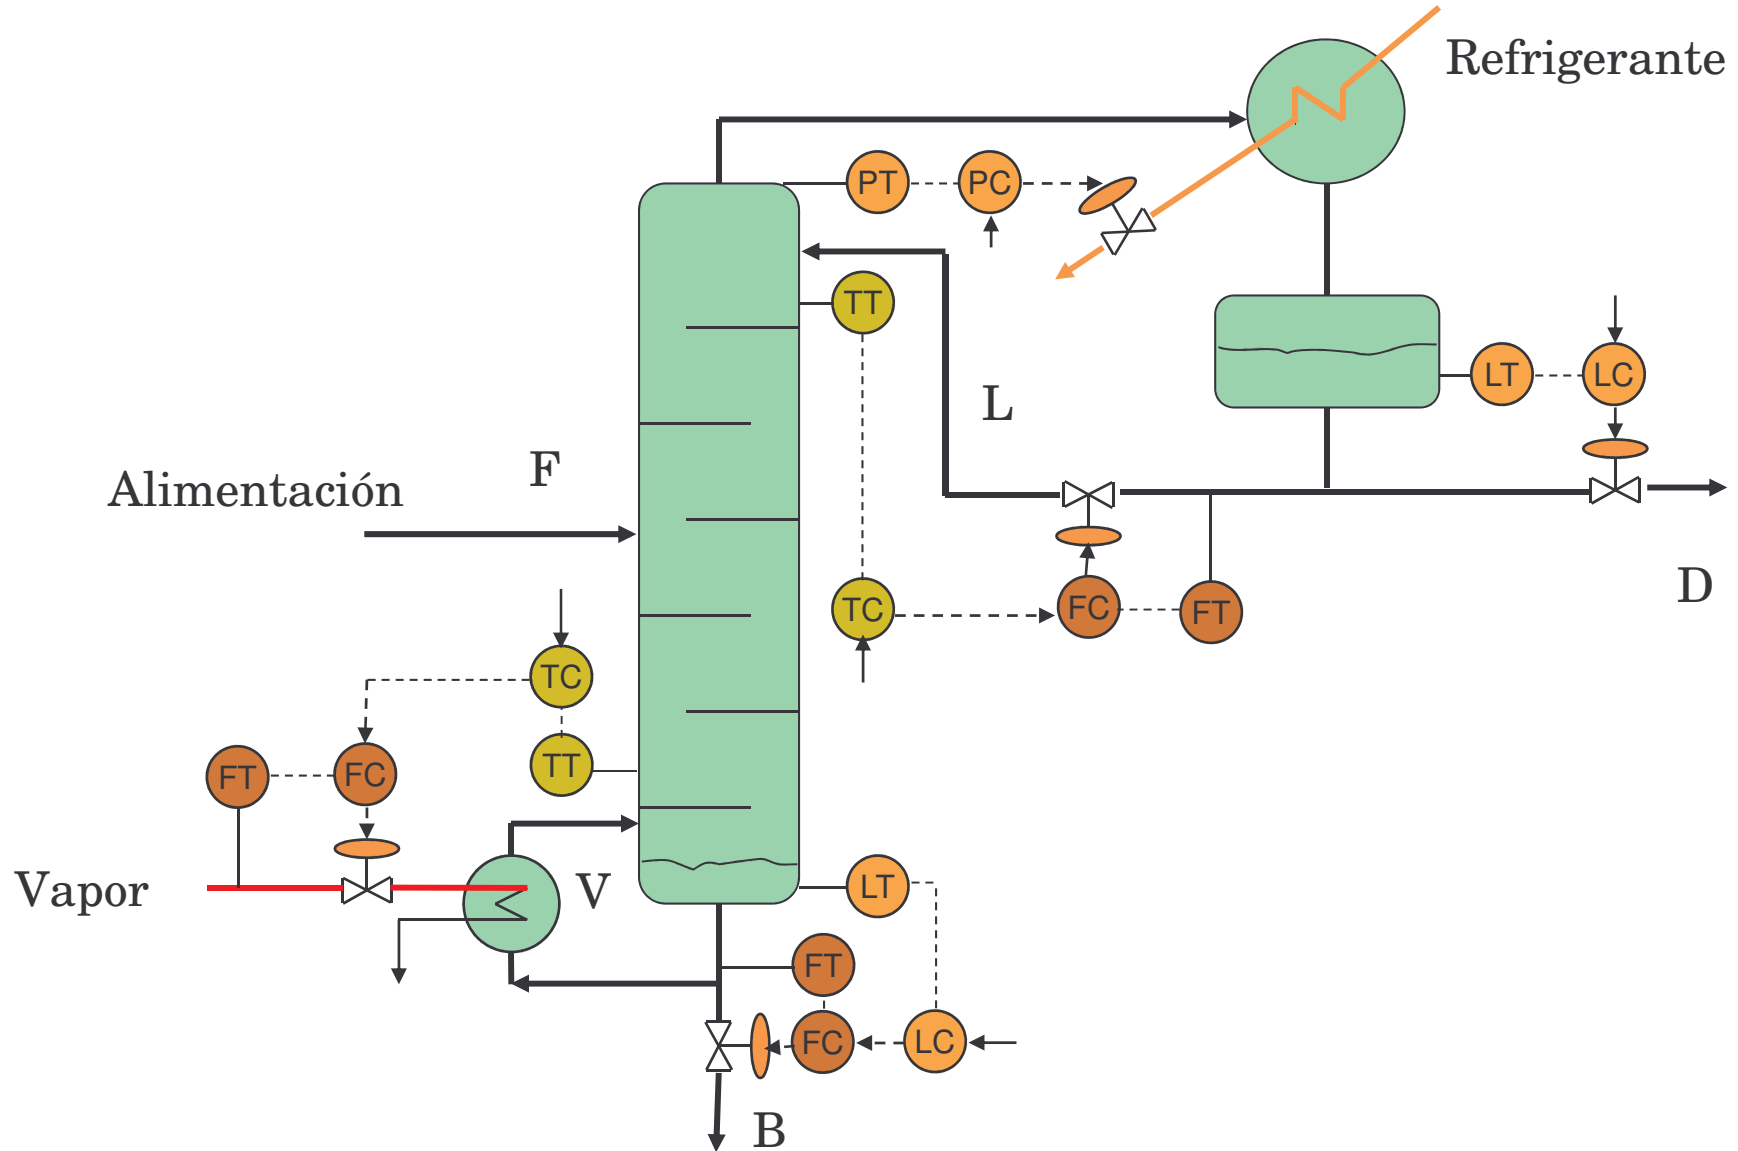 Refrigerante
PT
PC
TT
LT
LC
L
F
Alimentación
D
TC
FC
FT
TC
TT
FT
FC
Vapor
V
LT
FT
FC
LC
B